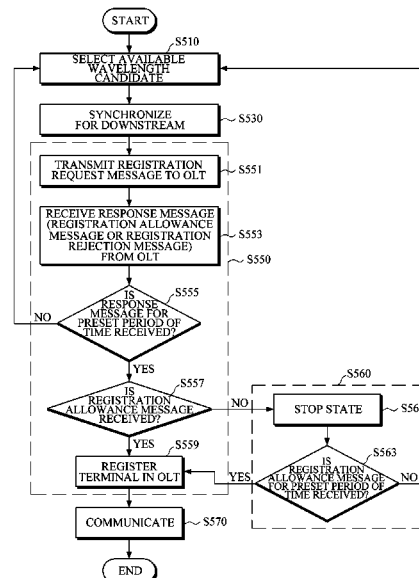 START
S510
SELECT AVAILABLE
WAVELENGTH
CANDIDATE
SYNCHRONIZE
FOR DOWNSTREAM
S530
TRANSMIT REGISTRATION
REQUEST MESSAGE TO OLT
S551
RECEIVE RESPONSE MESSAGE
(REGISTRATION ALLOWANCE
MESSAGE OR REGISTRATION
REJECTION MESSAGE)
FROM OLT
S553
S550
S555
IS
RESPONSE
MESSAGE FOR
PRESET PERIOD OF
TIME RECEIVED?
NO
YES
S557
IS
REGISTRATION
ALLOWANCE MESSAGE
RECEIVED?
NO
YES
S560
STOP STATE
S563
IS
REGISTRATION
ALLOWANCE MESSAGE
FOR PRESET PERIOD OF
TIME RECEIVED?
YES
NO
S559
REGISTER
TERMINAL IN OLT
COMMUNICATE
S570
END